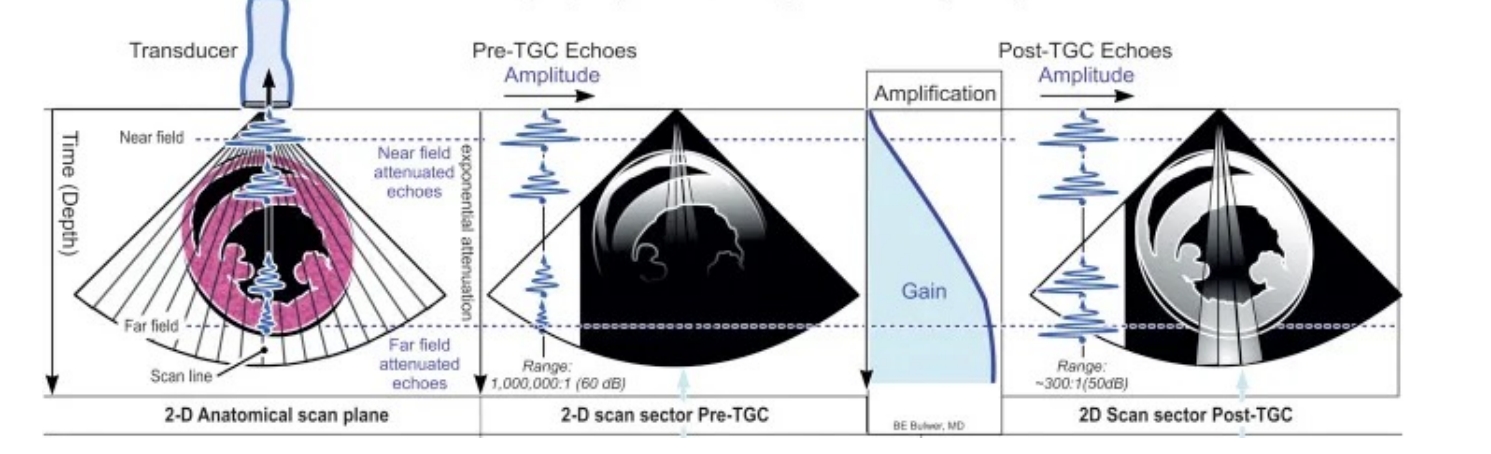 Transducer
Near field
Time (Depth)
Near field
attenuated
echoes
exponential attenuation
Far field
Far field
attenuated
echoes
Scan line
2-D Anatomical scan plane
Pre-TGC Echoes
Amplitude
Range:
1,000,000:1 (60 dB)
2-D scan sector Pre-TGC
Amplification
Gain
BE Bulwer, MD
Post-TGC Echoes
Amplitude
Range:
~300:1(50dB)
2D Scan sector Post-TGC